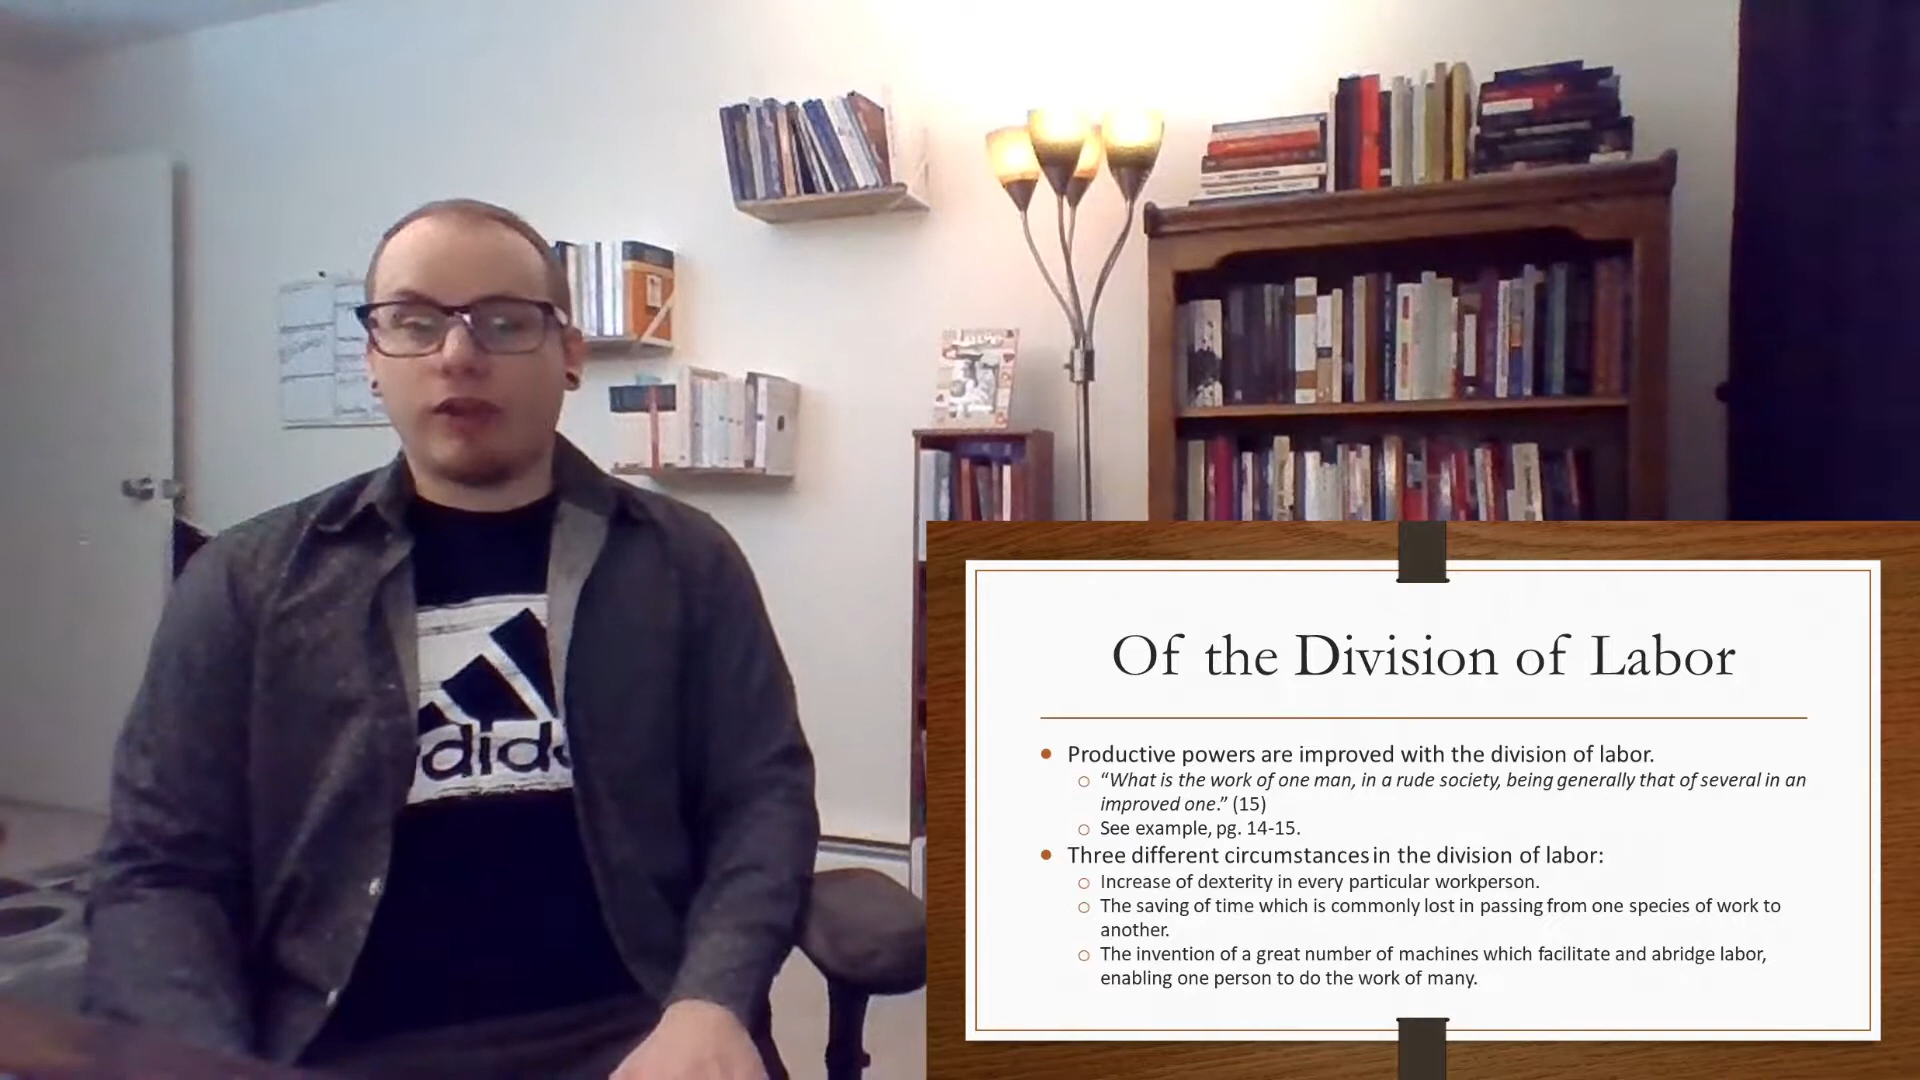 adida
Of the Division of Labor
• Productive powers are improved with the division of labor.
○ “What is the work of one man, in a rude society, being generally that of several in an
improved one.” (15)
○ See example, pg. 14-15.
• Three different circumstances in the division of labor:
○ Increase of dexterity in every particular workperson.
○ The saving of time which is commonly lost in passing from one species of work to
another.
○ The invention of a great number of machines which facilitate and abridge labor,
enabling one person to do the work of many.